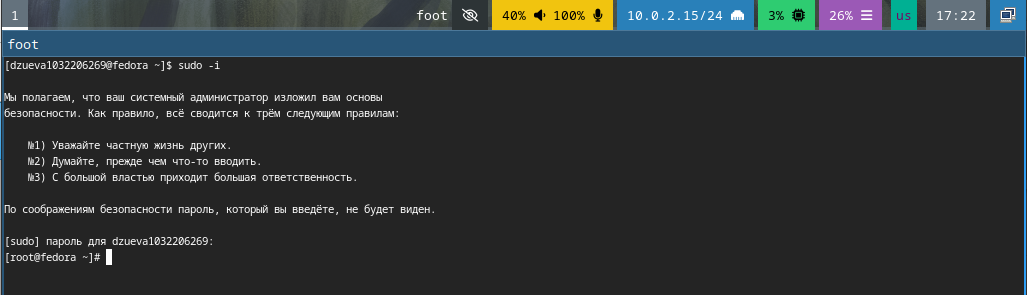 1 foot 40% 100% 10.0.2.15/24 3% 26% us 17:22
foot
[dzueva1032206269@fedora ~]$ sudo -i
Мы полагаем, что ваш системный администратор изложил вам основы
безопасности. Как правило, всё сводится к трём следующим правилам:
№1) Уважайте частную жизнь других.
№2) Думайте, прежде чем что-то вводить.
№3) С большой властью приходит большая ответственность.
По соображениям безопасности пароль, который вы введёте, не будет виден.
[sudo] пароль для dzueva1032206269:
[root@fedora ~]#